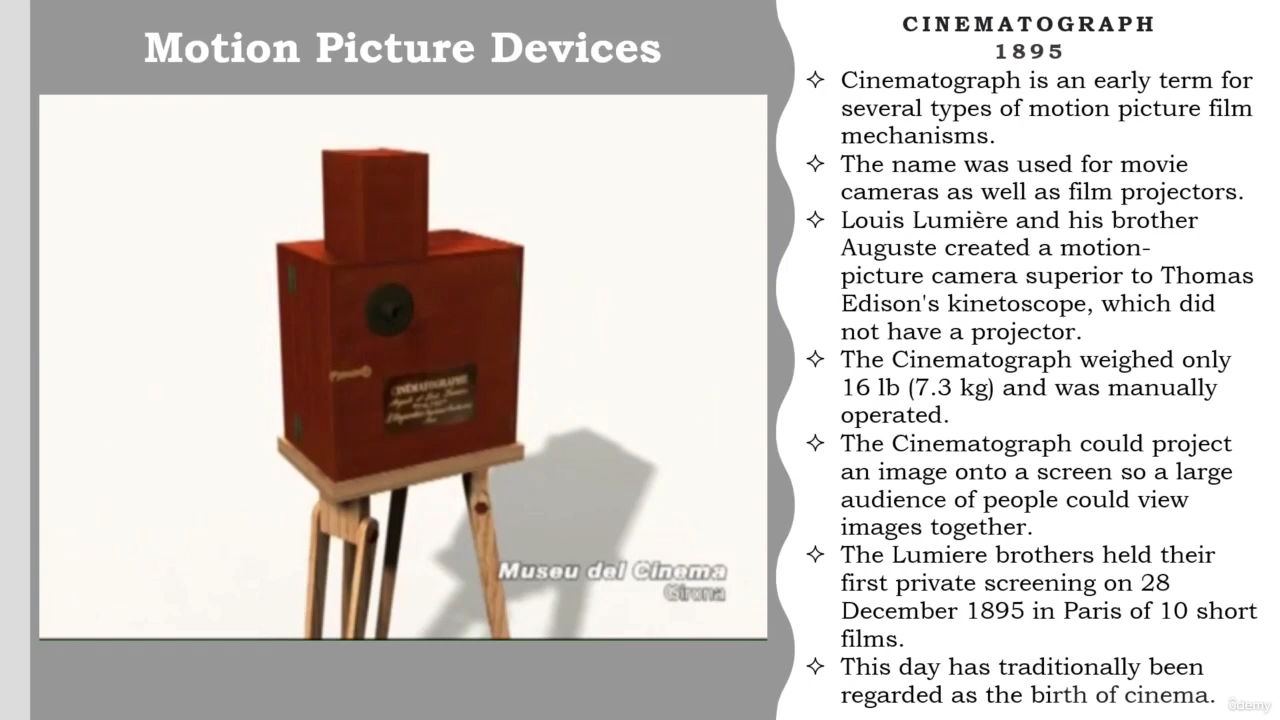 Motion Picture Devices
CINÉMATOGRAPHE
Museu del Cinema
Girona
CINEMATOGRAPH
1895
✧ Cinematograph is an early term for
several types of motion picture film
mechanisms.
✧ The name was used for movie
cameras as well as film projectors.
✧ Louis Lumière and his brother
Auguste created a motion-
picture camera superior to Thomas
Edison's kinetoscope, which did
not have a projector.
✧ The Cinematograph weighed only
16 lb (7.3 kg) and was manually
operated.
✧ The Cinematograph could project
an image onto a screen so a large
audience of people could view
images together.
✧ The Lumiere brothers held their
first private screening on 28
December 1895 in Paris of 10 short
films.
✧ This day has traditionally been
regarded as the birth of cinema.
ûdemy